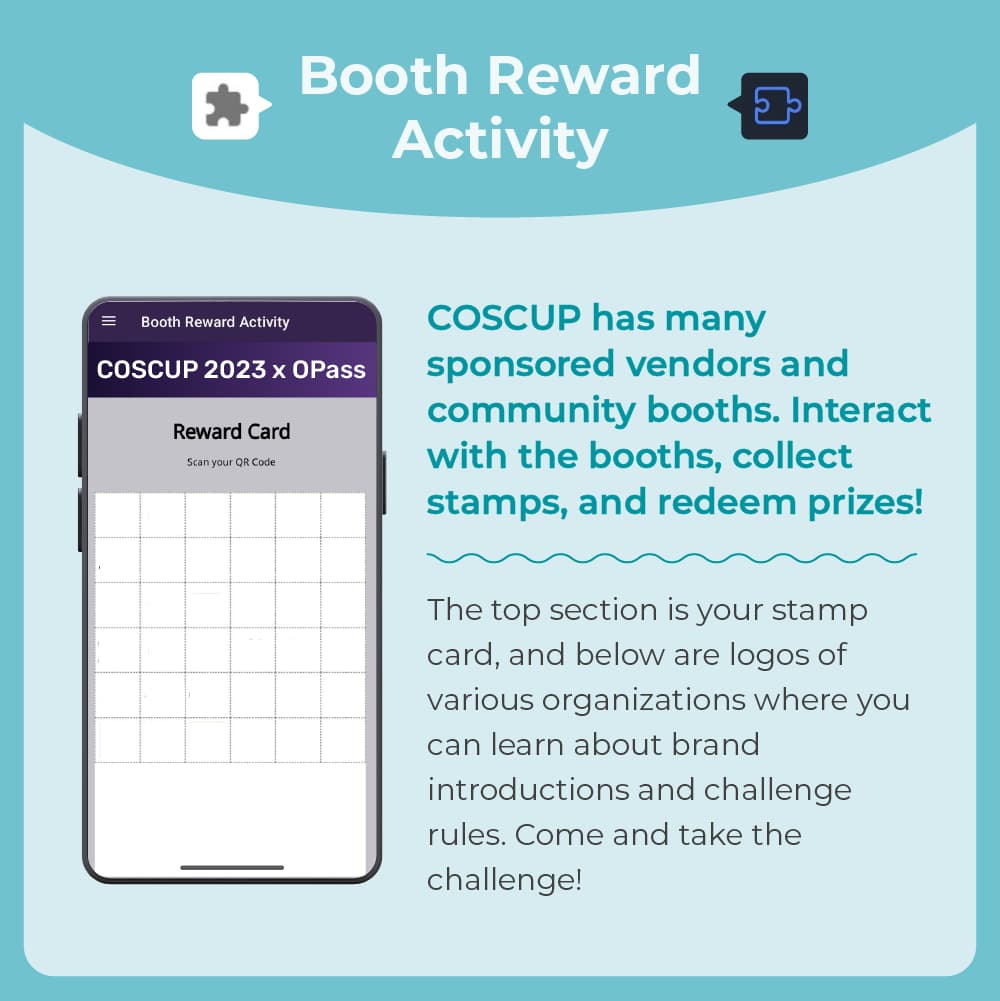 Booth Reward
Activity
Booth Reward Activity
COSCUP 2023 x OPass
Reward Card
Scan your QR Code
COSCUP has many
sponsored vendors and
community booths. Interact
with the booths, collect
stamps, and redeem prizes!
The top section is your stamp
card, and below are logos of
various organizations where you
can learn about brand
introductions and challenge
rules. Come and take the
challenge!